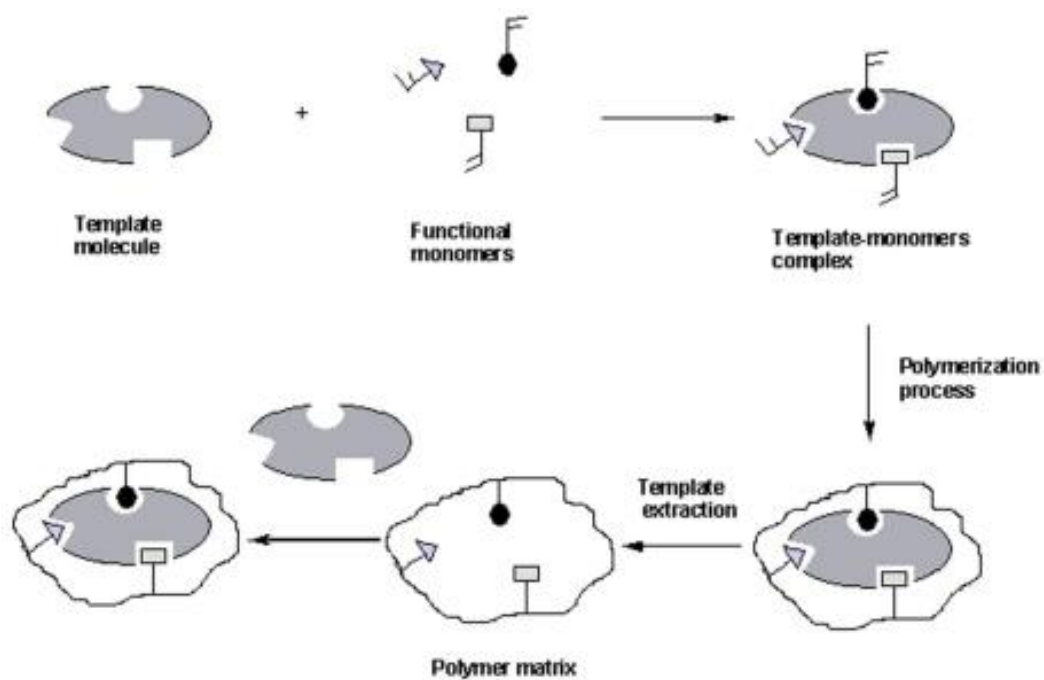 +
Template
molecule
Functional
monomers
Template-monomers
complex
Polymerization
process
Template
extraction
Polymer matrix